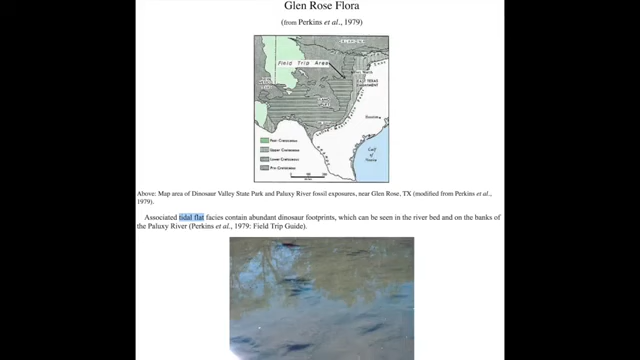 Glen Rose Flora
(from Perkins et al., 1979)
Field Trip Area
Gulf of
Post-Cretaceous
Upper Cretaceous
Lower Cretaceous
Pre-Cretaceous
Above: Map area of Dinosaur Valley State Park and Paluxy River fossil exposures, near Glen Rose, TX (modified from Perkins et al.,
1979).
Associated tidal flat facies contain abundant dinosaur footprints, which can be seen in the river bed and on the banks of
the Paluxy River (Perkins et al., 1979: Field Trip Guide).